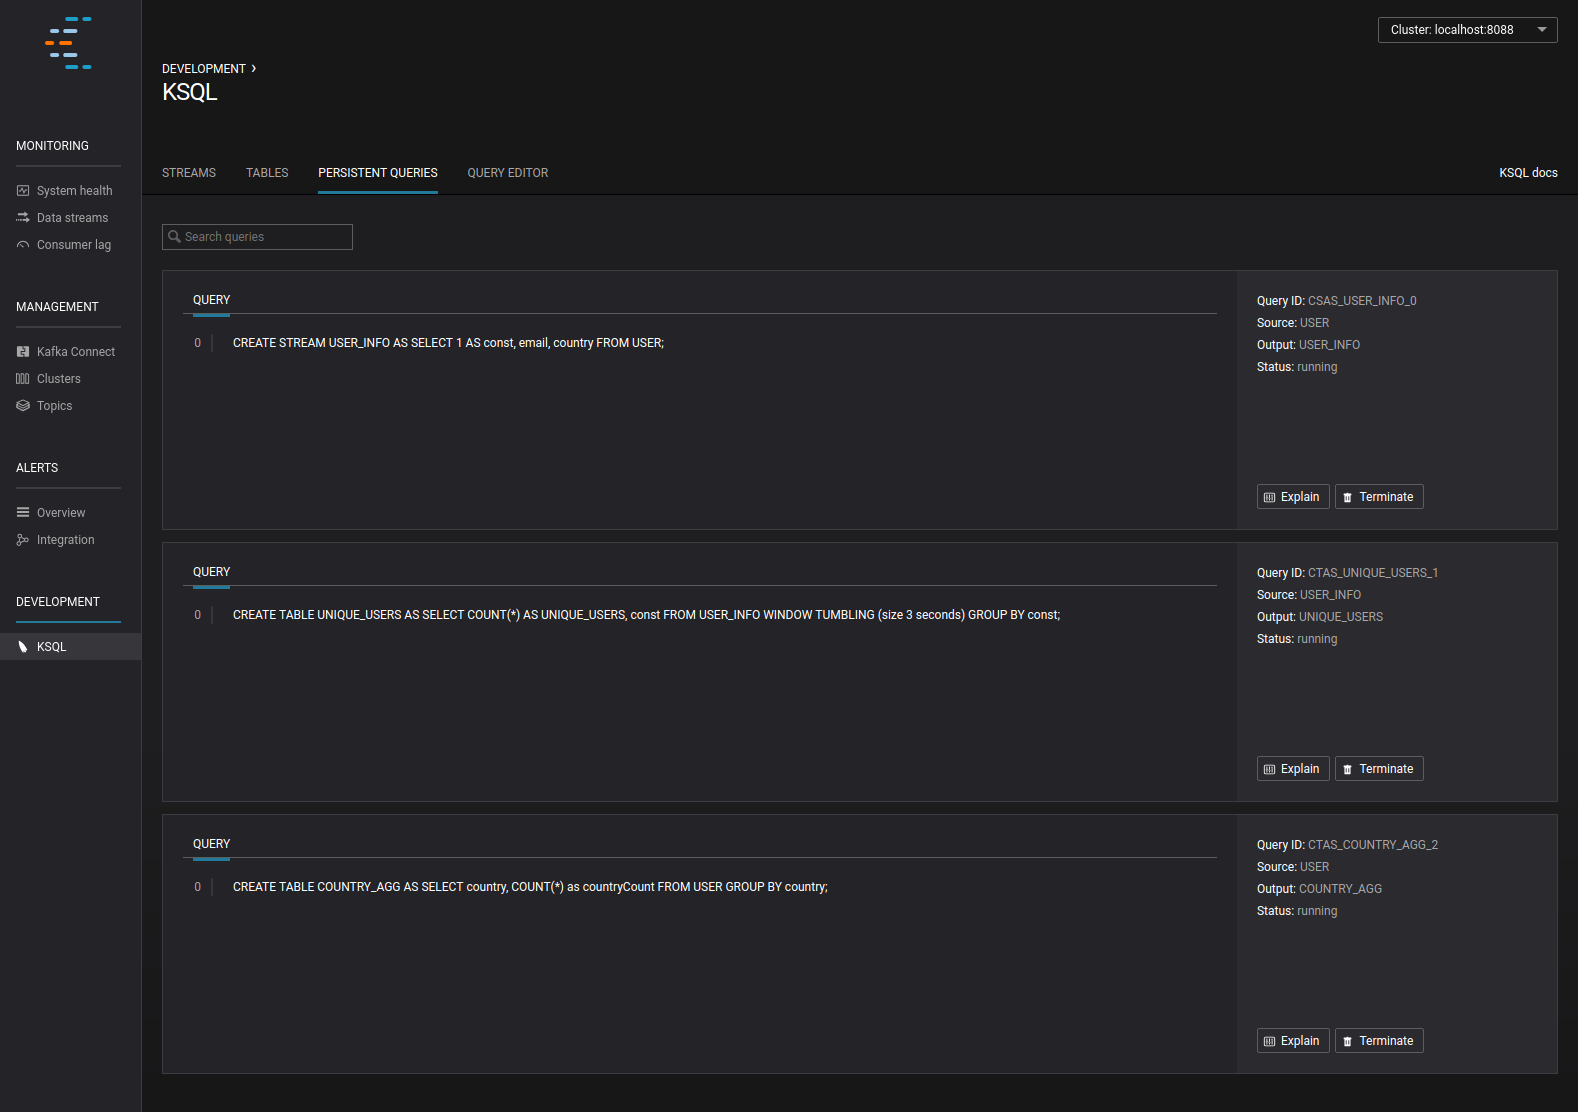 Cluster: localhost:8088
DEVELOPMENT ›
KSQL
MONITORING
System health
Data streams
Consumer lag
MANAGEMENT
Kafka Connect
Clusters
Topics
ALERTS
Overview
Integration
DEVELOPMENT
KSQL
STREAMS TABLES PERSISTENT QUERIES QUERY EDITOR KSQL docs
Search queries
QUERY
0 CREATE STREAM USER_INFO AS SELECT 1 AS const, email, country FROM USER;
Query ID: CSAS_USER_INFO_0
Source: USER
Output: USER_INFO
Status: running
Explain Terminate
QUERY
0 CREATE TABLE UNIQUE_USERS AS SELECT COUNT(*) AS UNIQUE_USERS, const FROM USER_INFO WINDOW TUMBLING (size 3 seconds) GROUP BY const;
Query ID: CTAS_UNIQUE_USERS_1
Source: USER_INFO
Output: UNIQUE_USERS
Status: running
Explain Terminate
QUERY
0 CREATE TABLE COUNTRY_AGG AS SELECT country, COUNT(*) as countryCount FROM USER GROUP BY country;
Query ID: CTAS_COUNTRY_AGG_2
Source: USER
Output: COUNTRY_AGG
Status: running
Explain Terminate